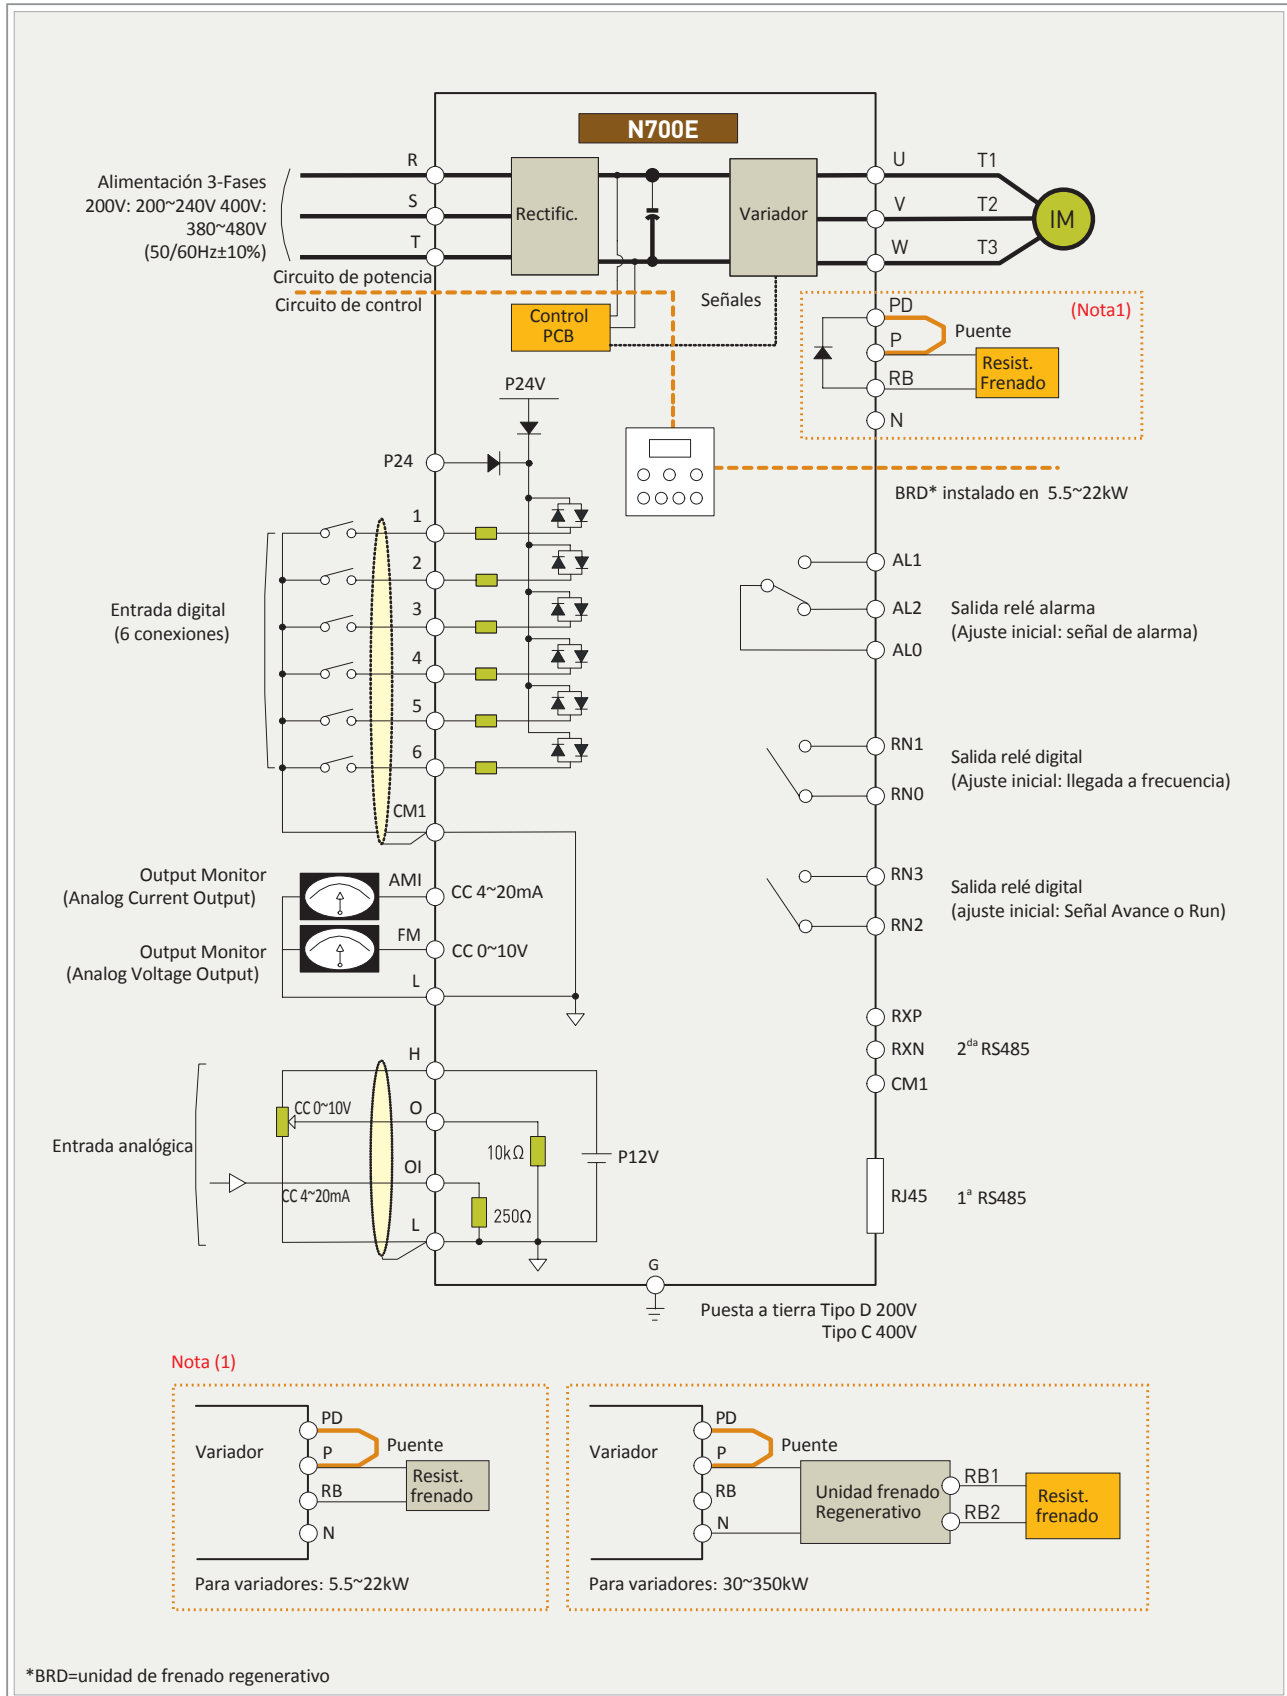 N700E
R
Alimentación 3-Fases
200V: 200~240V 400V:
380~480V
(50/60Hz±10%)
S
T
Rectific.
Variador
U
T1
V
T2
W
T3
IM
Circuito de potencia
Circuito de control
Control
PCB
Señales
PD
(Nota1)
P
Puente
RB
Resist.
Frenado
N
P24V
P24
BRD* instalado en 5.5~22kW
1
2
3
4
5
6
Entrada digital
(6 conexiones)
CM1
AL1
AL2
AL0
Salida relé alarma
(Ajuste inicial: señal de alarma)
RN1
RN0
Salida relé digital
(Ajuste inicial: llegada a frecuencia)
RN3
RN2
Salida relé digital
(ajuste inicial: Señal Avance o Run)
Output Monitor
(Analog Current Output)
AMI
CC 4~20mA
Output Monitor
(Analog Voltage Output)
FM
CC 0~10V
L
RXP
RXN
2da RS485
CM1
H
CC 0~10V
O
Entrada analógica
10kΩ
P12V
OI
CC 4~20mA
250Ω
L
RJ45
1ª RS485
G
Puesta a tierra Tipo D 200V
Tipo C 400V
Nota (1)
PD
Variador
P
Puente
RB
Resist.
frenado
N
Para variadores: 5.5~22kW
PD
Variador
P
Puente
RB
N
Unidad frenado
Regenerativo
RB1
RB2
Resist.
frenado
Para variadores: 30~350kW
*BRD=unidad de frenado regenerativo